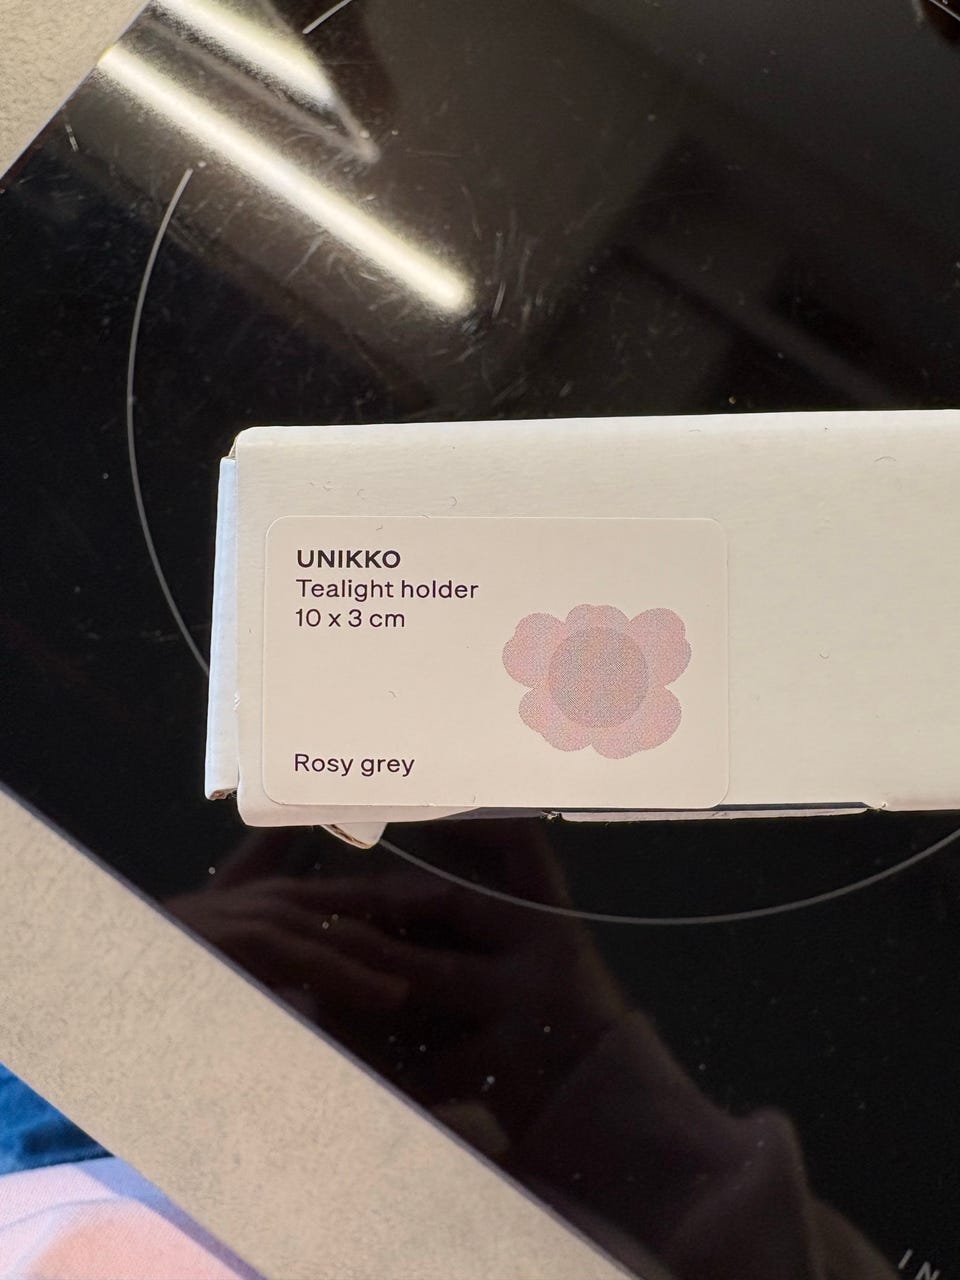 UNIKKO
Tealight holder
10 x 3 cm
Rosy grey